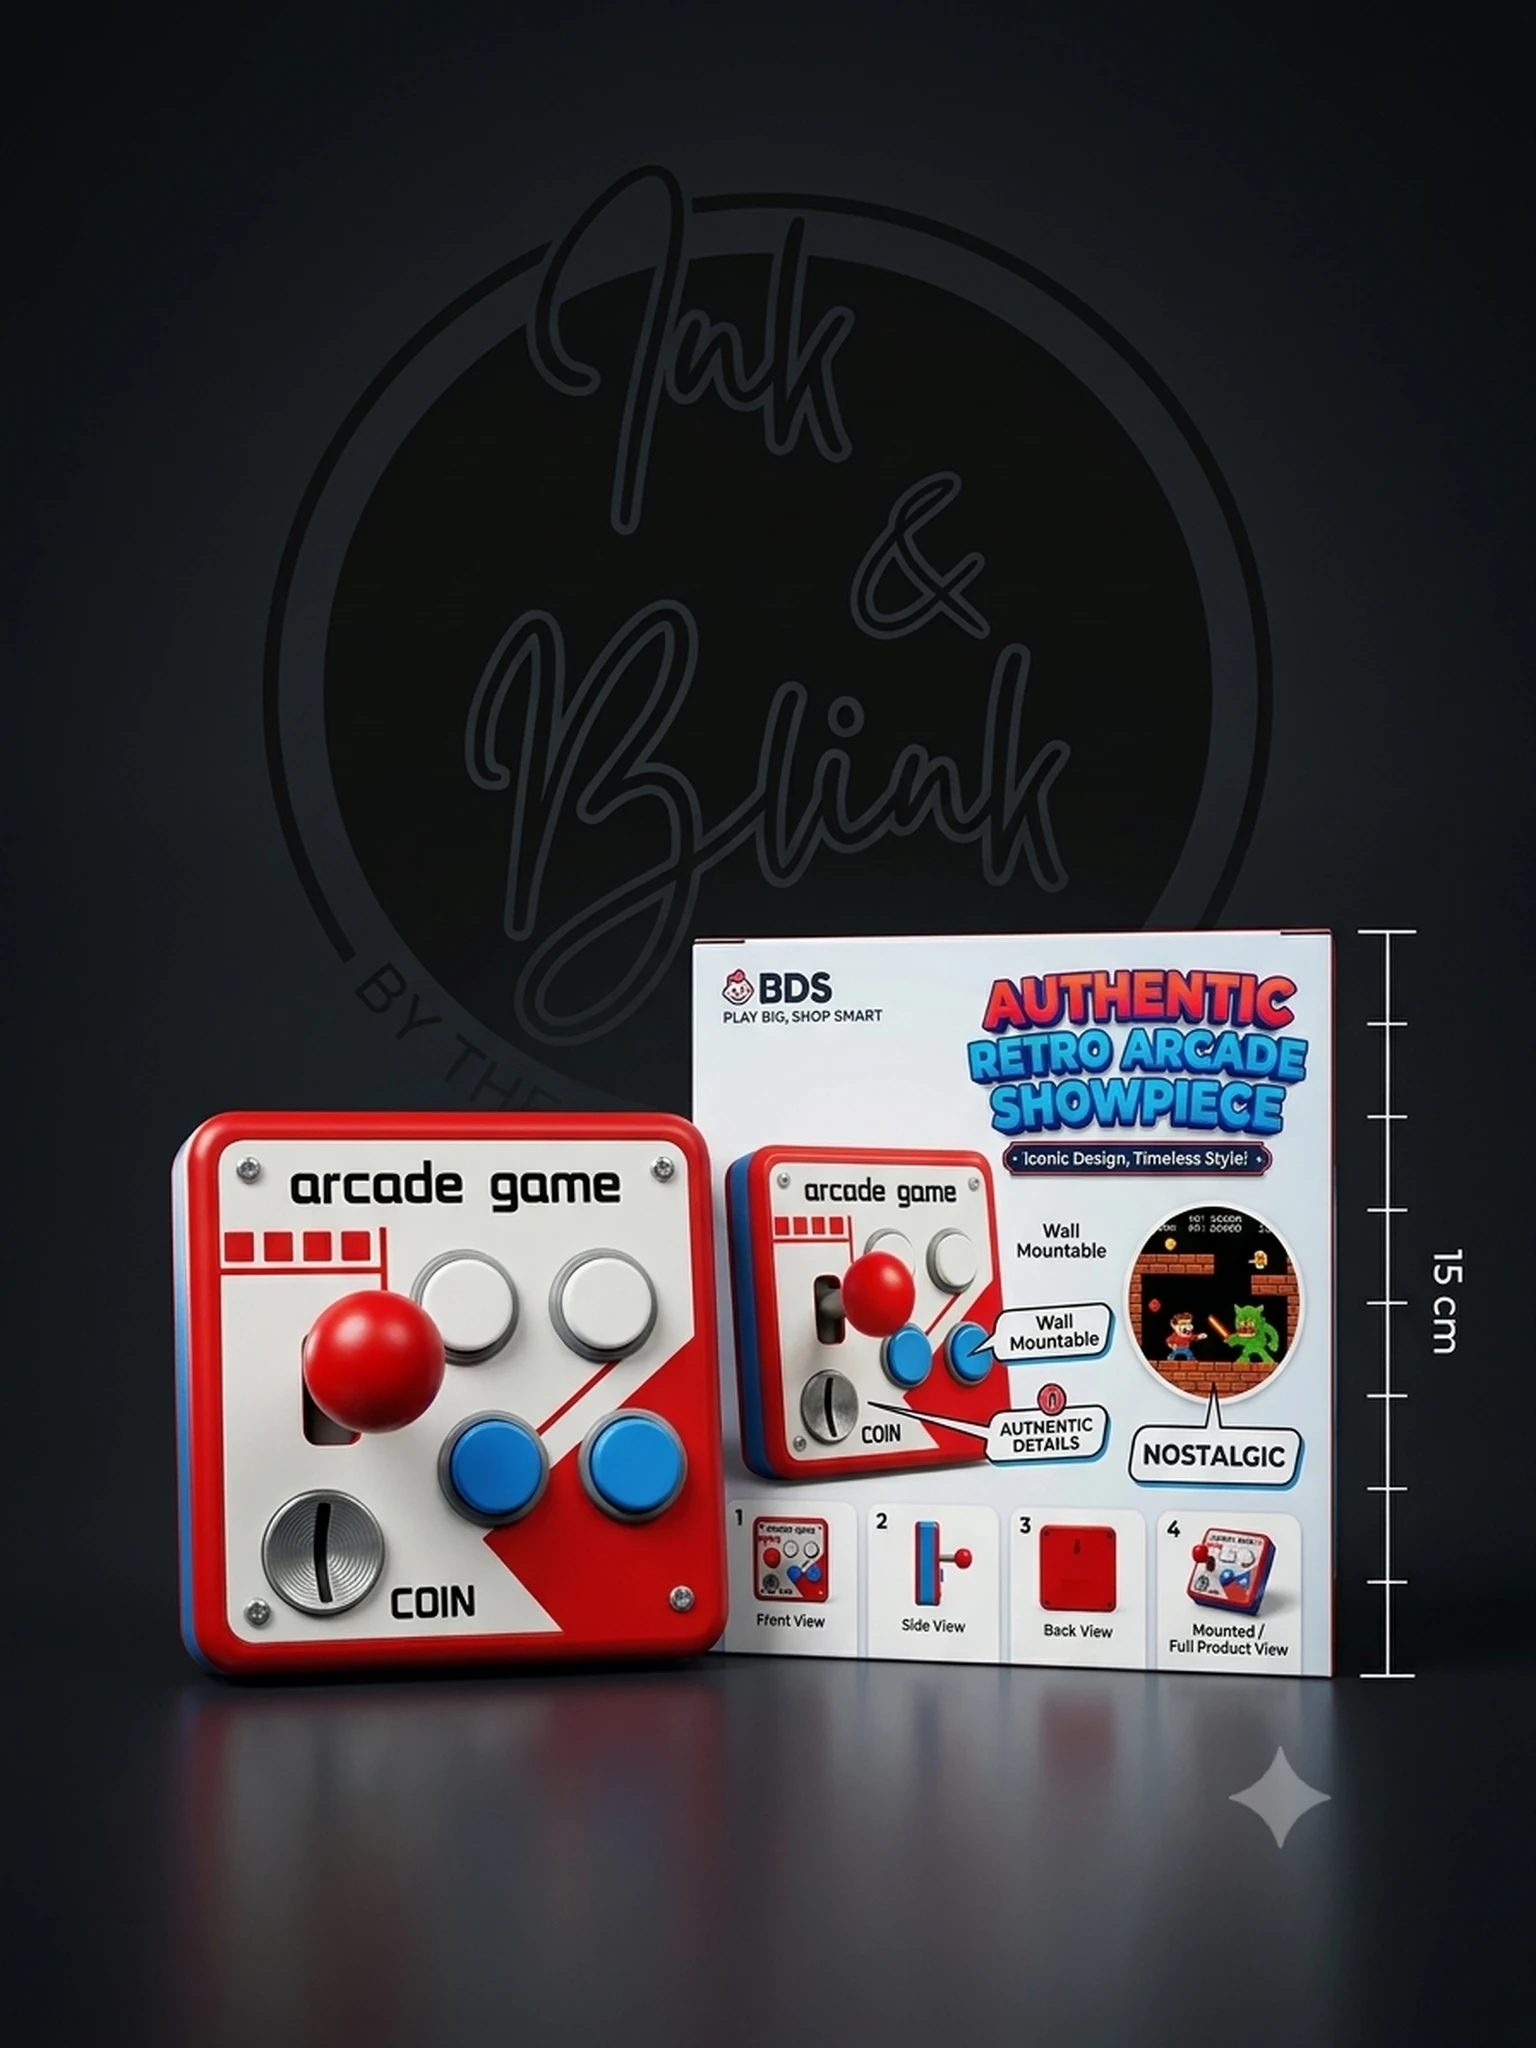 Ink
&
Blink
BY THE
BDS
PLAY BIG, SHOP SMART
AUTHENTIC
RETRO ARCADE
SHOWPIECE
Iconic Design, Timeless Style!
arcade game
COIN
arcade game
COIN
Wall
Mountable
Wall
Mountable
AUTHENTIC
DETAILS
NOSTALGIC
1
Ffent View
2
Side View
3
Back View
4
Mounted /
Full Product View
15 cm